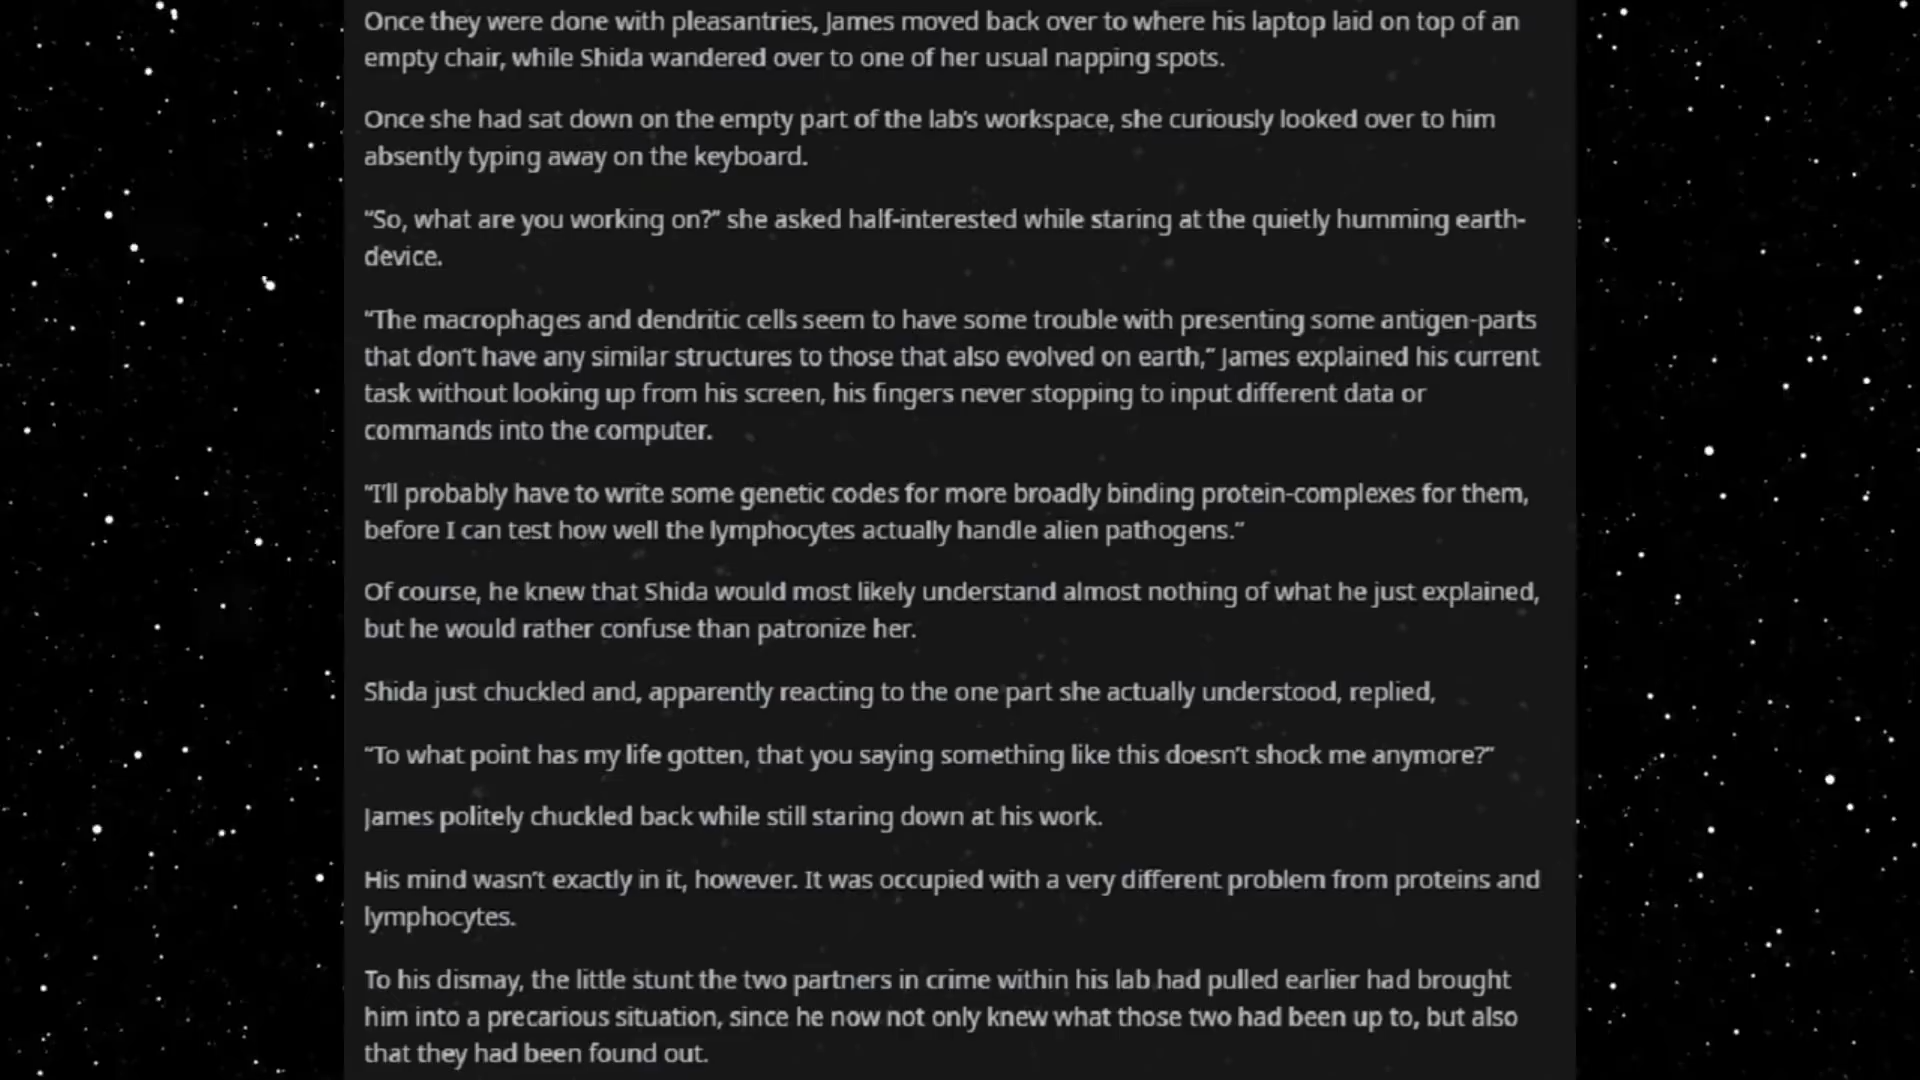 Once they were done with pleasantries, James moved back over to where his laptop laid on top of an
empty chair, while Shida wandered over to one of her usual napping spots.
Once she had sat down on the empty part of the lab's workspace, she curiously looked over to him
absently typing away on the keyboard.
“So, what are you working on?” she asked half-interested while staring at the quietly humming earth-
device.
“The macrophages and dendritic cells seem to have some trouble with presenting some antigen-parts
that don’t have any similar structures to those that also evolved on earth,” James explained his current
task without looking up from his screen, his fingers never stopping to input different data or
commands into the computer.
“I’ll probably have to write some genetic codes for more broadly binding protein-complexes for them,
before I can test how well the lymphocytes actually handle alien pathogens.”
Of course, he knew that Shida would most likely understand almost nothing of what he just explained,
but he would rather confuse than patronize her.
Shida just chuckled and, apparently reacting to the one part she actually understood, replied,
“To what point has my life gotten, that you saying something like this doesn’t shock me anymore?”
James politely chuckled back while still staring down at his work.
His mind wasn’t exactly in it, however. It was occupied with a very different problem from proteins and
lymphocytes.
To his dismay, the little stunt the two partners in crime within his lab had pulled earlier had brought
him into a precarious situation, since he now not only knew what those two had been up to, but also
that they had been found out.